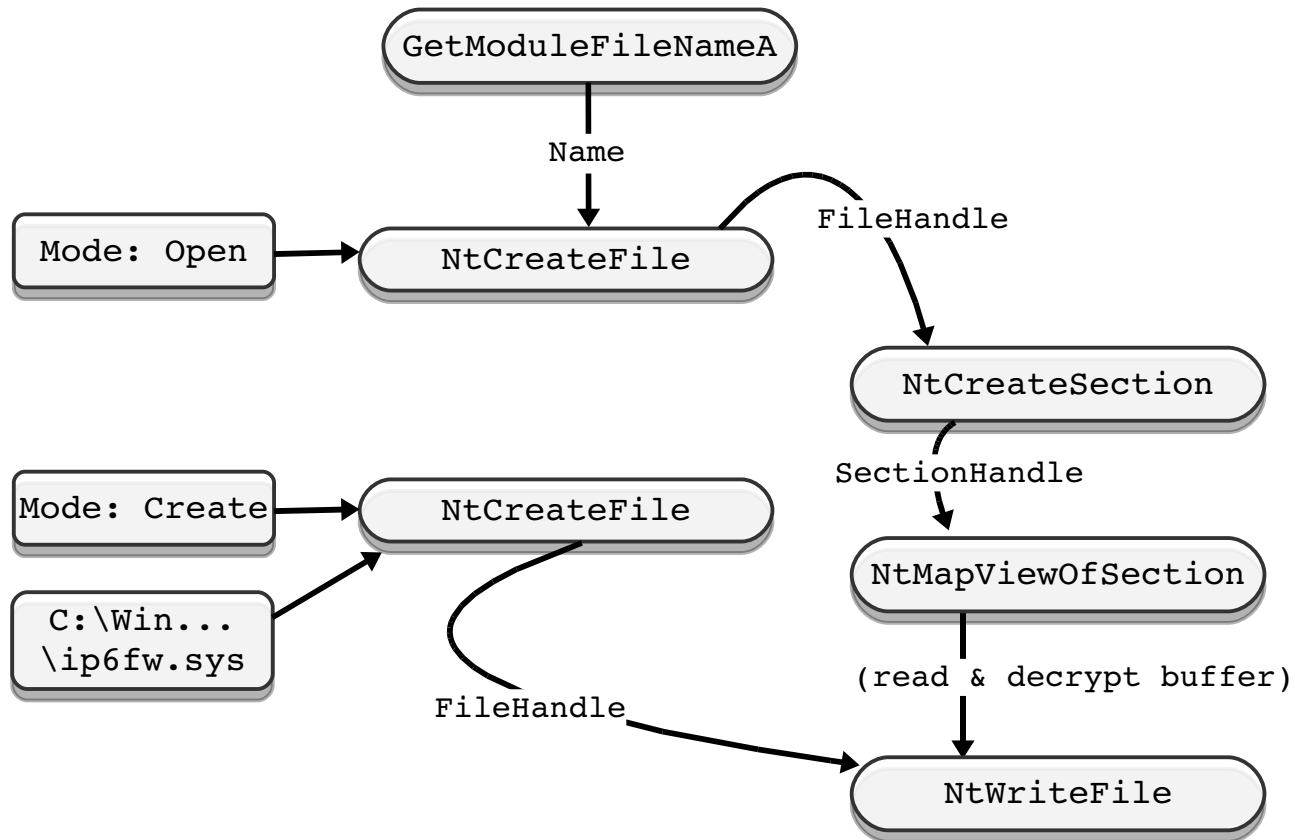 GetModuleFileNameA
Name
Mode: Open
NtCreateFile
FileHandle
NtCreateSection
SectionHandle
Mode: Create
NtCreateFile
NtMapViewOfSection
C:\Win...
\ip6fw.sys
(read & decrypt buffer)
FileHandle
NtWriteFile